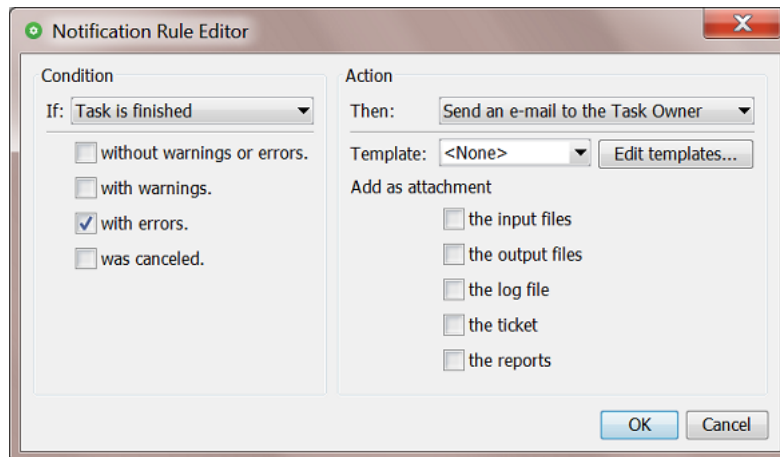 Notification Rule Editor
Condition
If: Task is finished
without warnings or errors.
with warnings.
with errors.
was canceled.
Action
Then: Send an e-mail to the Task Owner
Template: <None> Edit templates...
Add as attachment
the input files
the output files
the log file
the ticket
the reports
OK Cancel